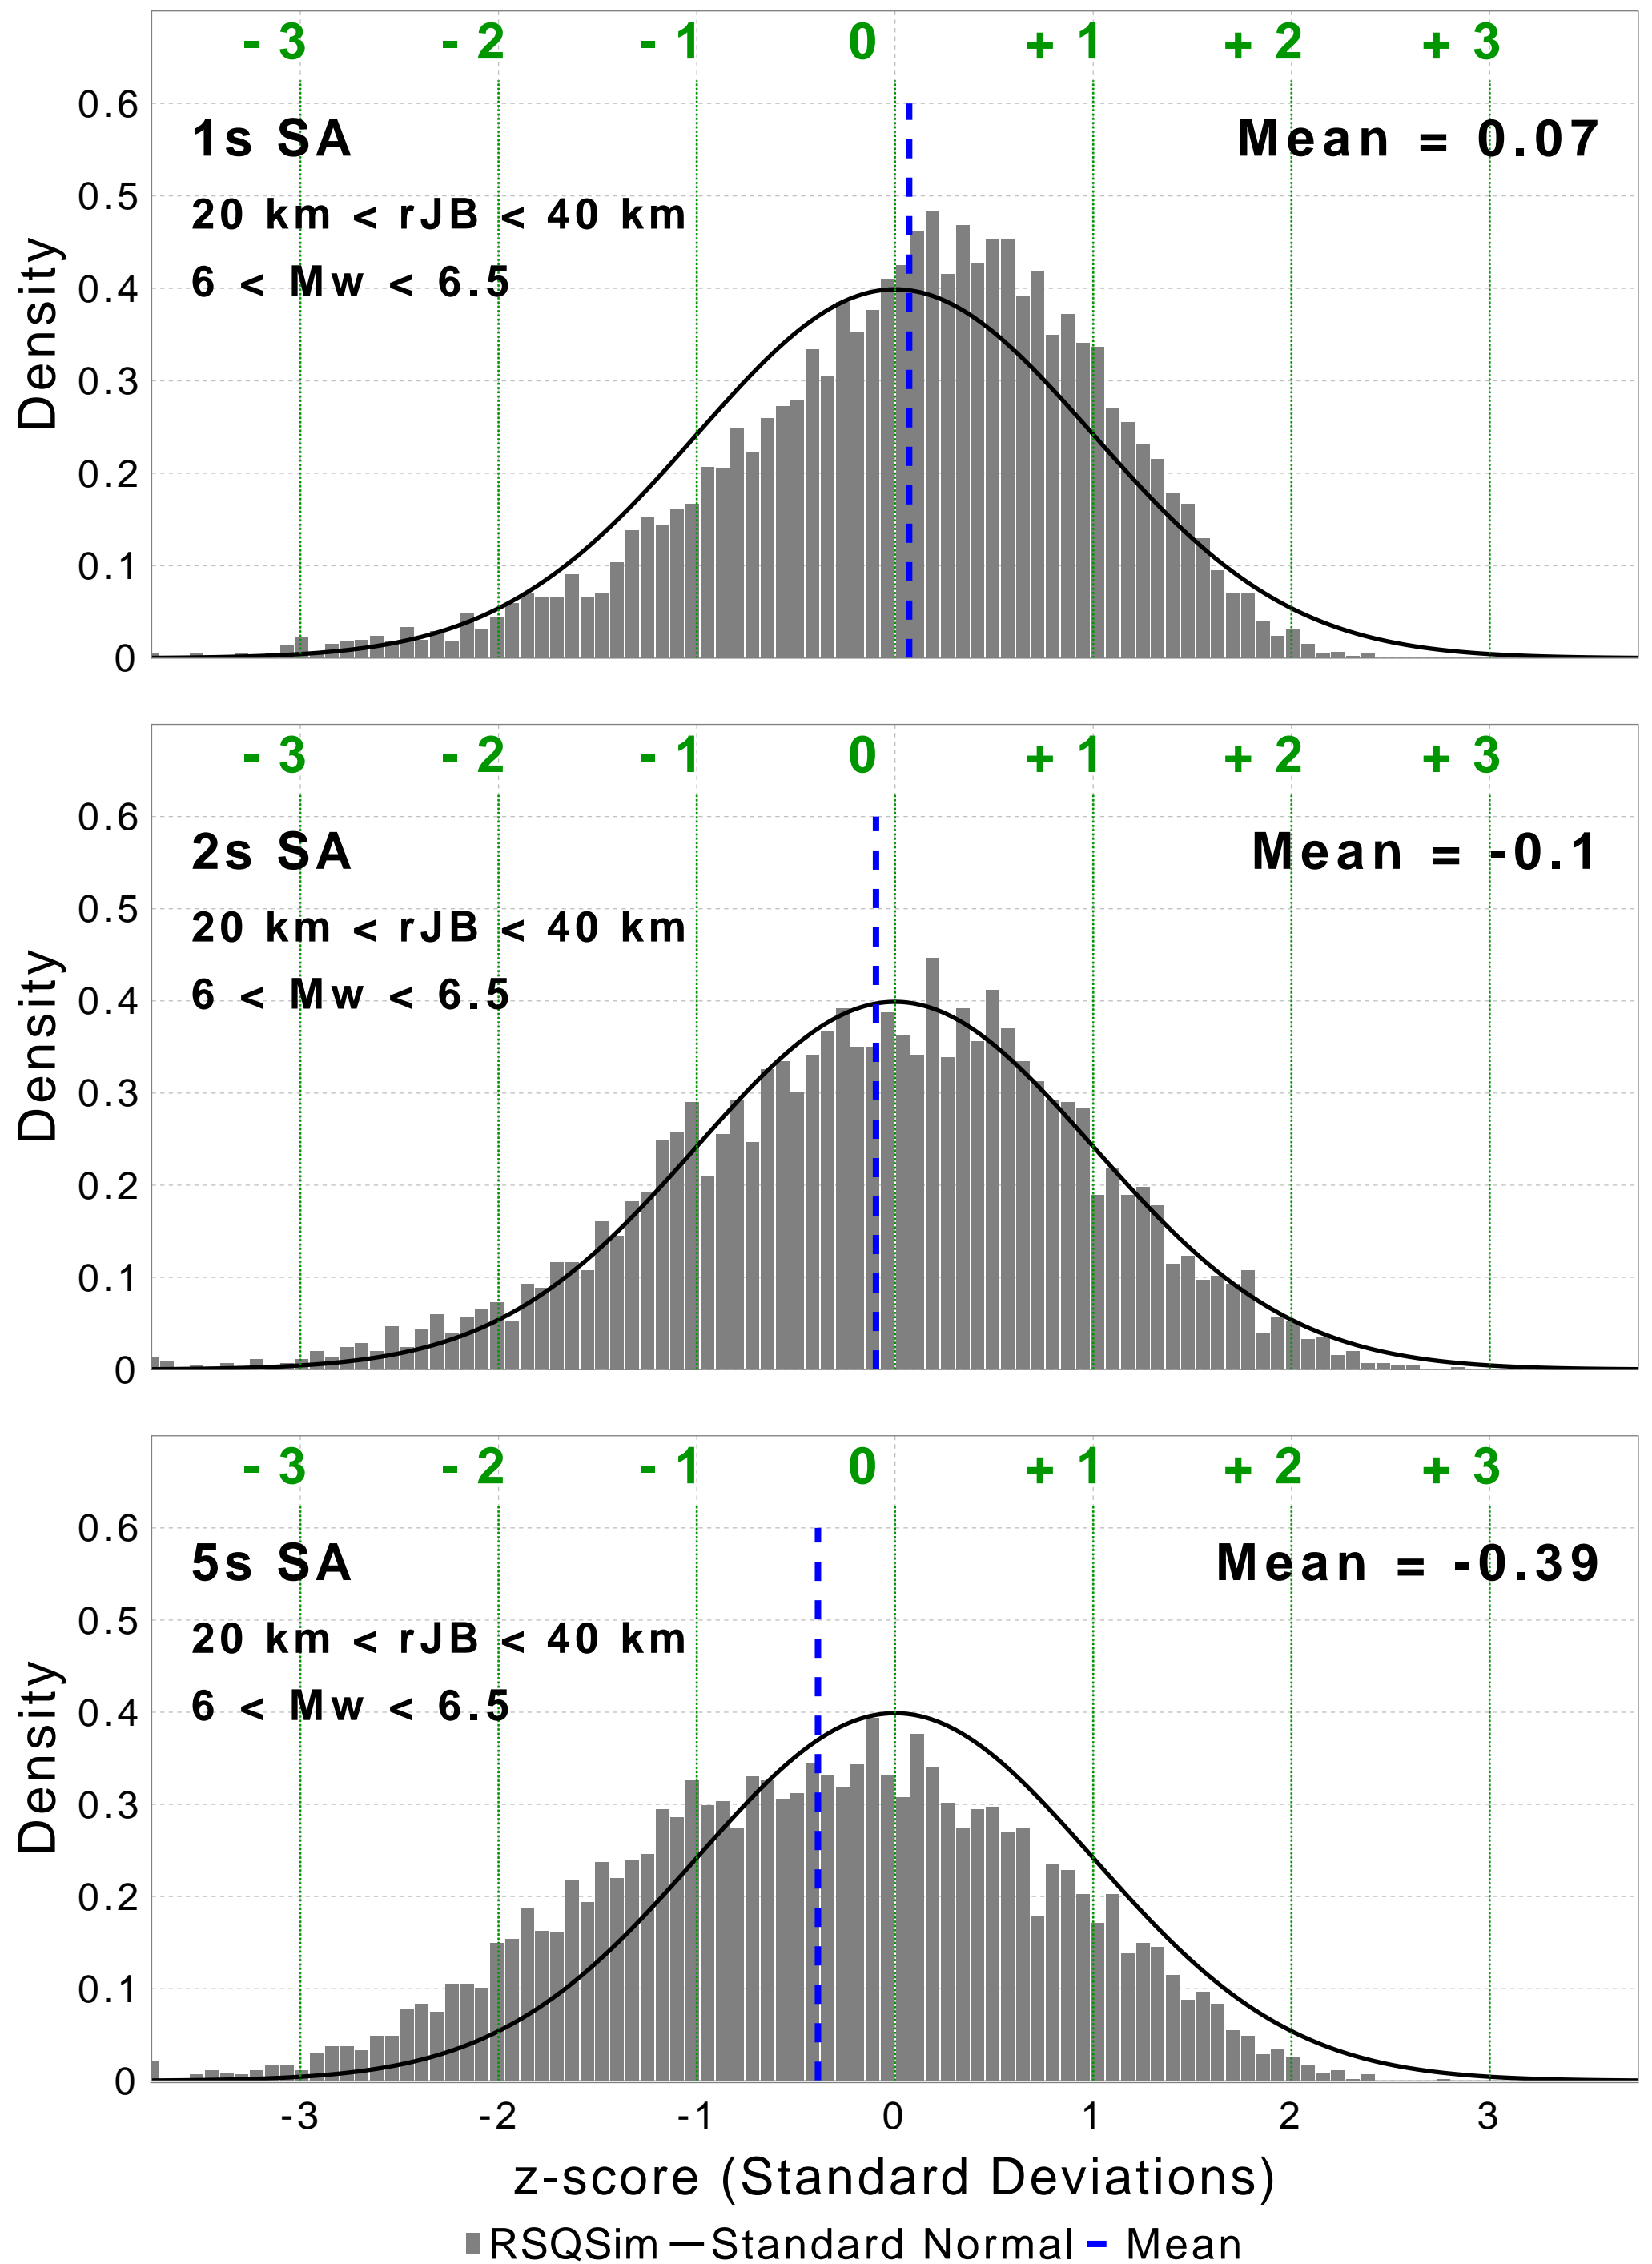 - 3 - 2 - 1 0 + 1 + 2 + 3
0.6
1s SA Mean = 0.07
0.5
20 km < rJB < 40 km
6 < Mw < 6.5
0.4
Density
0.3
0.2
0.1
0
- 3 - 2 - 1 0 + 1 + 2 + 3
0.6
2s SA Mean = -0.1
0.5
20 km < rJB < 40 km
6 < Mw < 6.5
0.4
Density
0.3
0.2
0.1
0
- 3 - 2 - 1 0 + 1 + 2 + 3
0.6
5s SA Mean = -0.39
0.5
20 km < rJB < 40 km
6 < Mw < 6.5
0.4
Density
0.3
0.2
0.1
0
-3 -2 -1 0 1 2 3
z-score (Standard Deviations)
RSQSim Standard Normal Mean